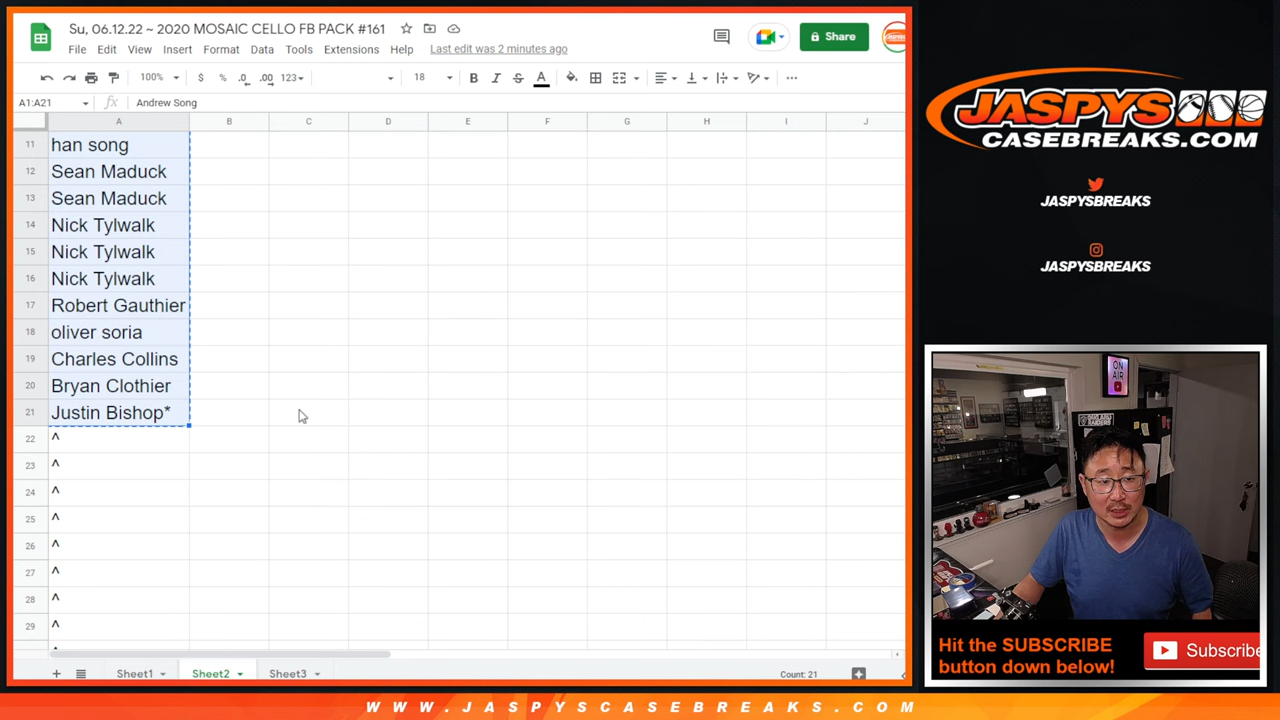 Su, 06.12.22 ~ 2020 MOSAIC CELLO FB PACK #161
File Edit View Insert Format Data Tools Extensions Help Last edit was 2 minutes ago
Share
100% $ % .0 .00 123 18 B I S A
A1:A21 fx Andrew Song
A B C D E F G H I J
11 han song
12 Sean Maduck
13 Sean Maduck
14 Nick Tylwalk
15 Nick Tylwalk
16 Nick Tylwalk
17 Robert Gauthier
18 oliver soria
19 Charles Collins
20 Bryan Clothier
21 Justin Bishop*
22 ^
23 ^
24 ^
25 ^
26 ^
27 ^
28 ^
29 ^
Sheet1 Sheet2 Sheet3 Count: 21
JASPYS
CASEBREAKS.COM
JASPYSBREAKS
JASPYSBREAKS
ON
AIR
Hit the SUBSCRIBE
button down below!
Subscribe
WWW.JASPYSCASEBREAKS.COM